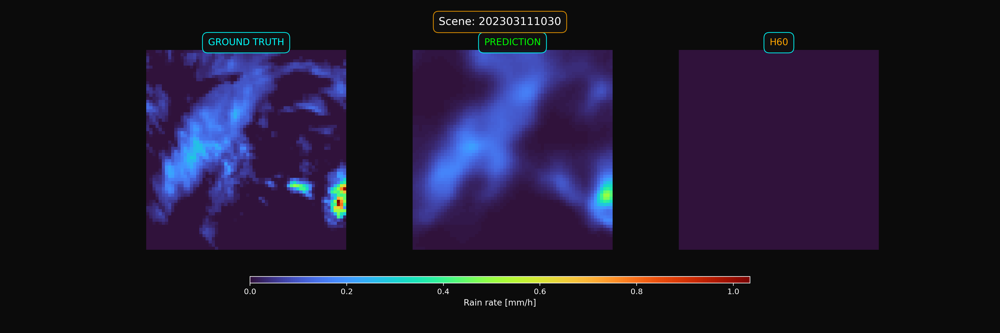 Scene: 202303111030
GROUND TRUTH
PREDICTION
H60
0.0
0.2
0.4
0.6
0.8
1.0
Rain rate [mm/h]